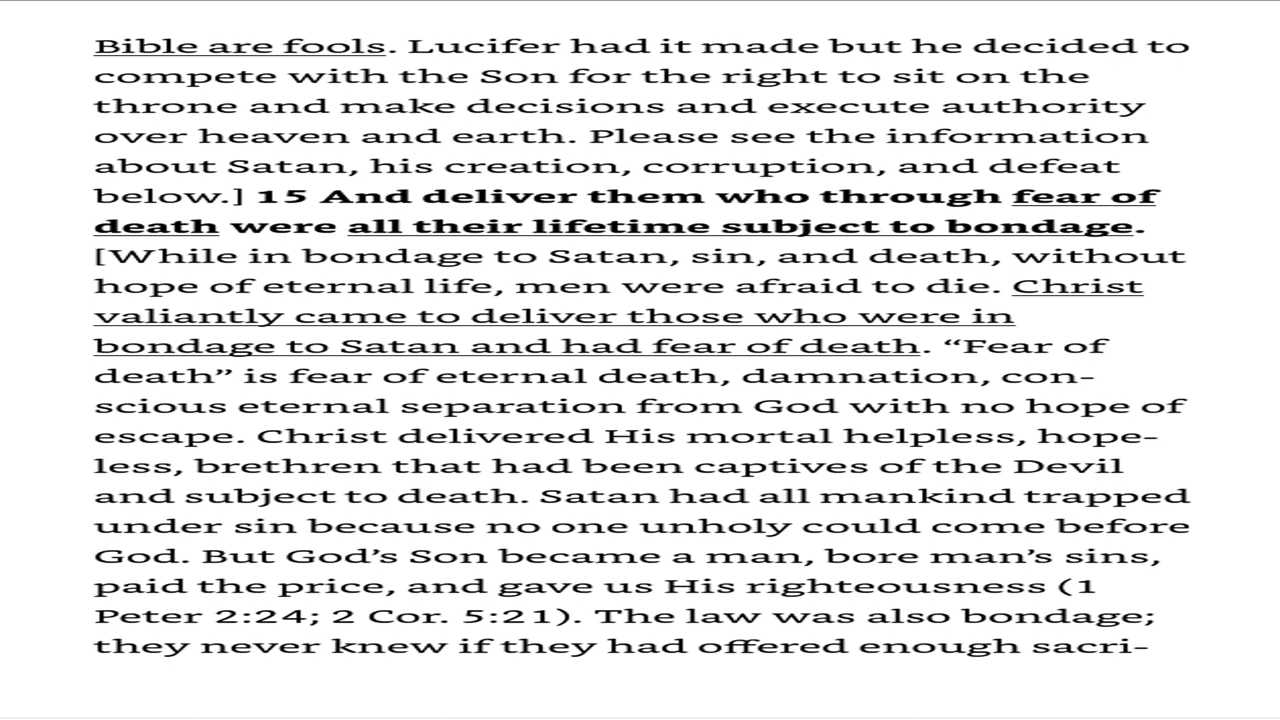 Bible are fools. Lucifer had it made but he decided to
compete with the Son for the right to sit on the
throne and make decisions and execute authority
over heaven and earth. Please see the information
about Satan, his creation, corruption, and defeat
below.] 15 And deliver them who through fear of
death were all their lifetime subject to bondage.
[While in bondage to Satan, sin, and death, without
hope of eternal life, men were afraid to die. Christ
valiantly came to deliver those who were in
bondage to Satan and had fear of death. “Fear of
death” is fear of eternal death, damnation, con-
scious eternal separation from God with no hope of
escape. Christ delivered His mortal helpless, hope-
less, brethren that had been captives of the Devil
and subject to death. Satan had all mankind trapped
under sin because no one unholy could come before
God. But God’s Son became a man, bore man’s sins,
paid the price, and gave us His righteousness (1
Peter 2:24; 2 Cor. 5:21). The law was also bondage;
they never knew if they had offered enough sacri-